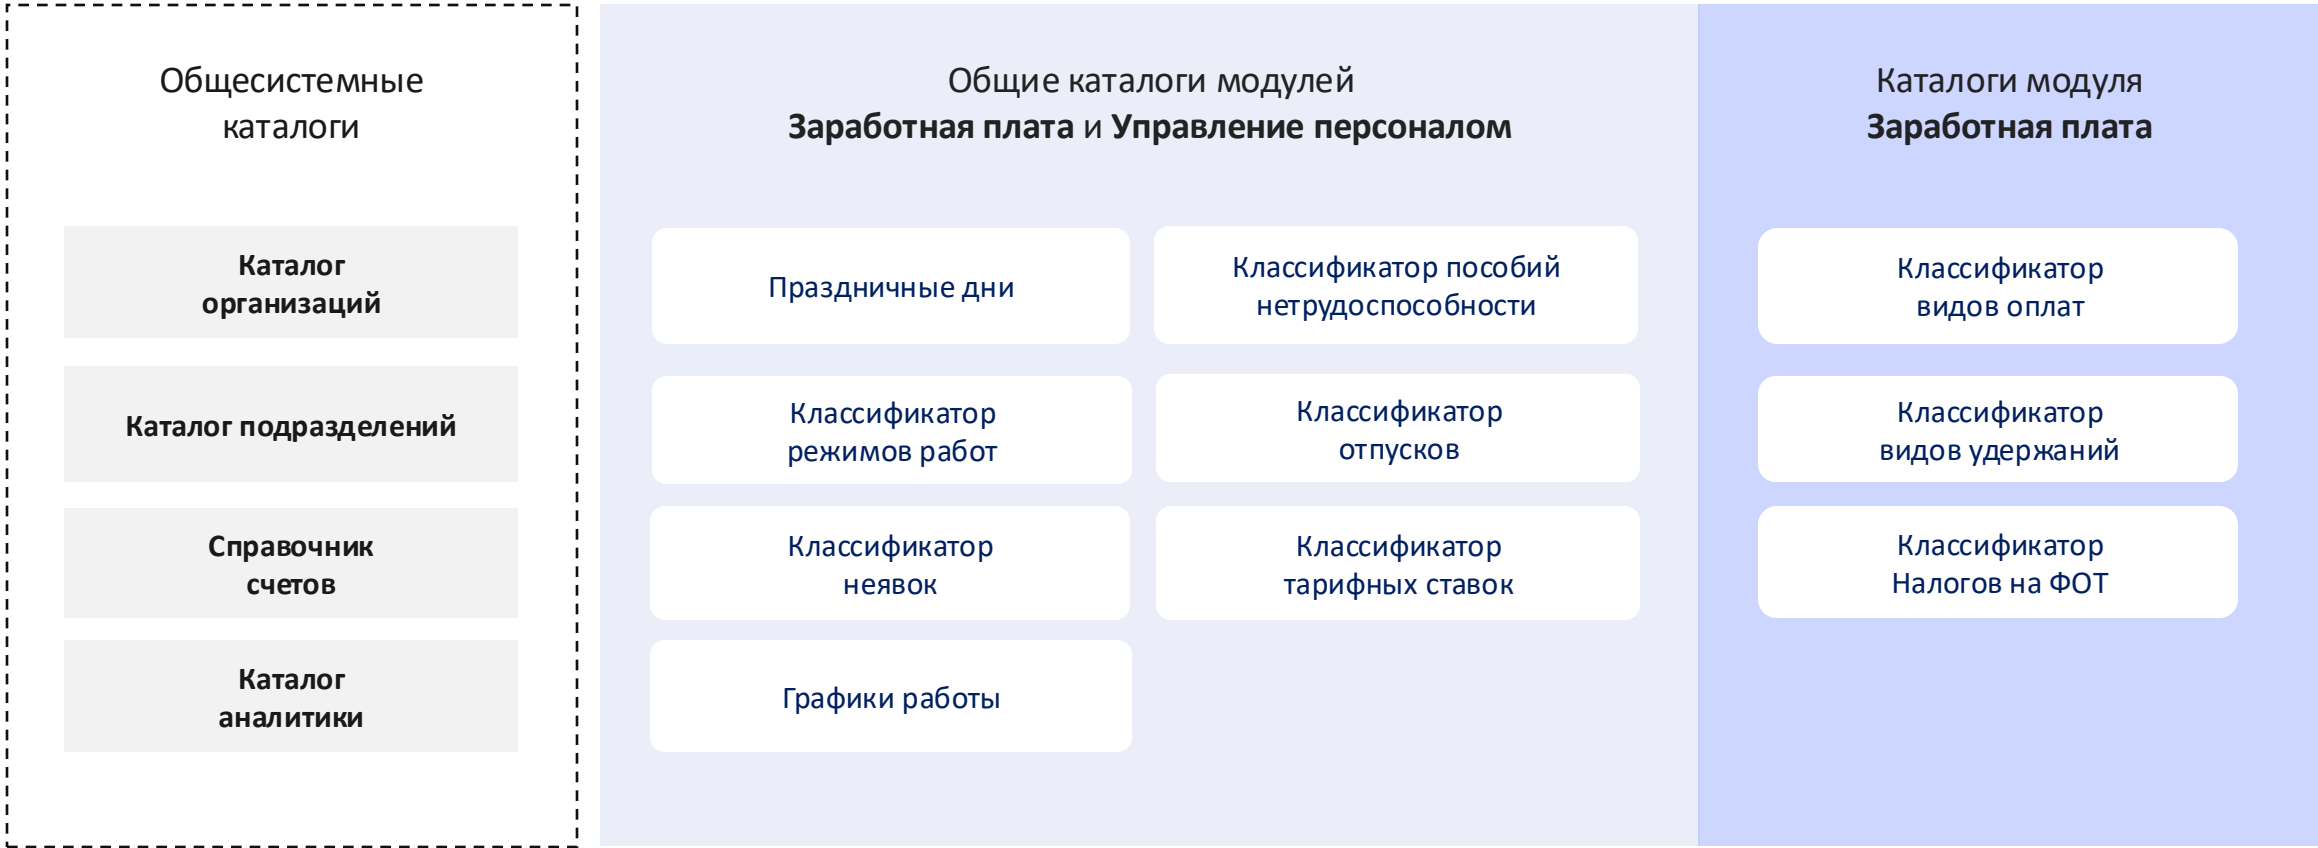 Общесистемные
каталоги
Каталог
организаций
Каталог подразделений
Справочник
счетов
Каталог
аналитики
Общие каталоги модулей
Заработная плата и Управление персоналом
Праздничные дни
Классификатор пособий
нетрудоспособности
Классификатор
режимов работ
Классификатор
отпусков
Классификатор
неявок
Классификатор
тарифных ставок
Графики работы
Каталоги модуля
Заработная плата
Классификатор
видов оплат
Классификатор
видов удержаний
Классификатор
Налогов на ФОТ